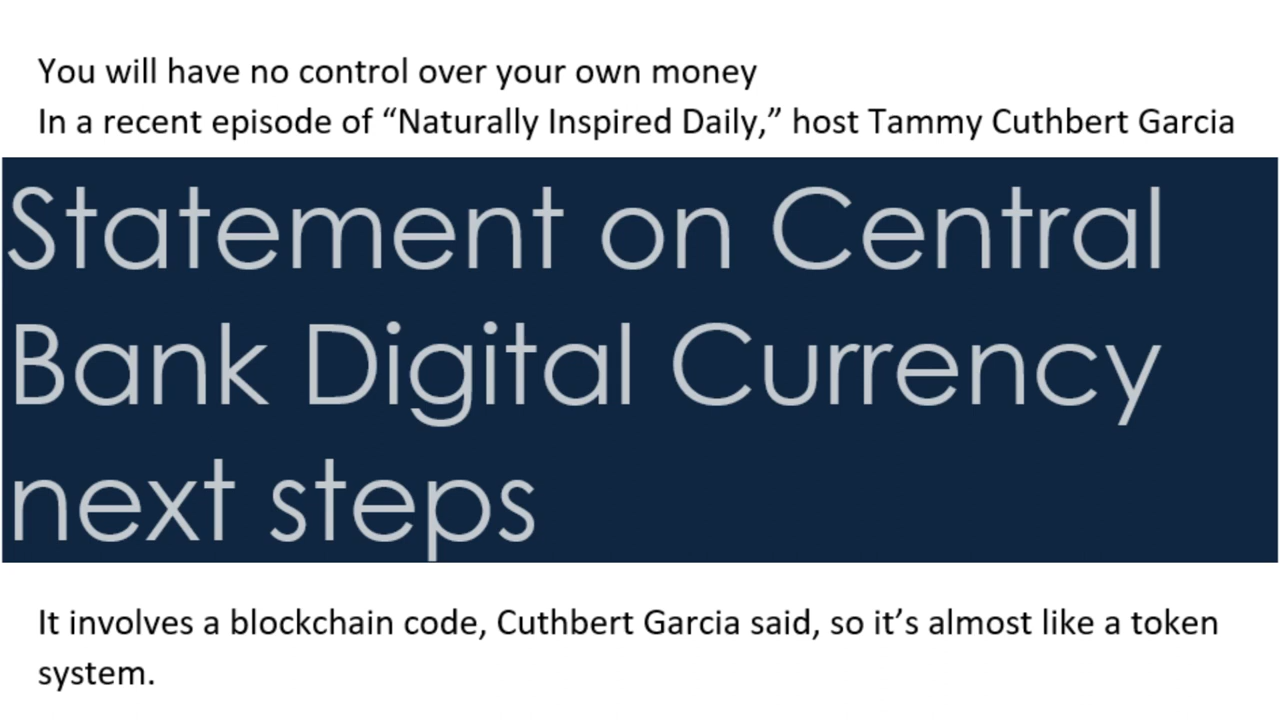 You will have no control over your own money
In a recent episode of “Naturally Inspired Daily,” host Tammy Cuthbert Garcia
Statement on Central
Bank Digital Currency
next steps
It involves a blockchain code, Cuthbert Garcia said, so it’s almost like a token
system.